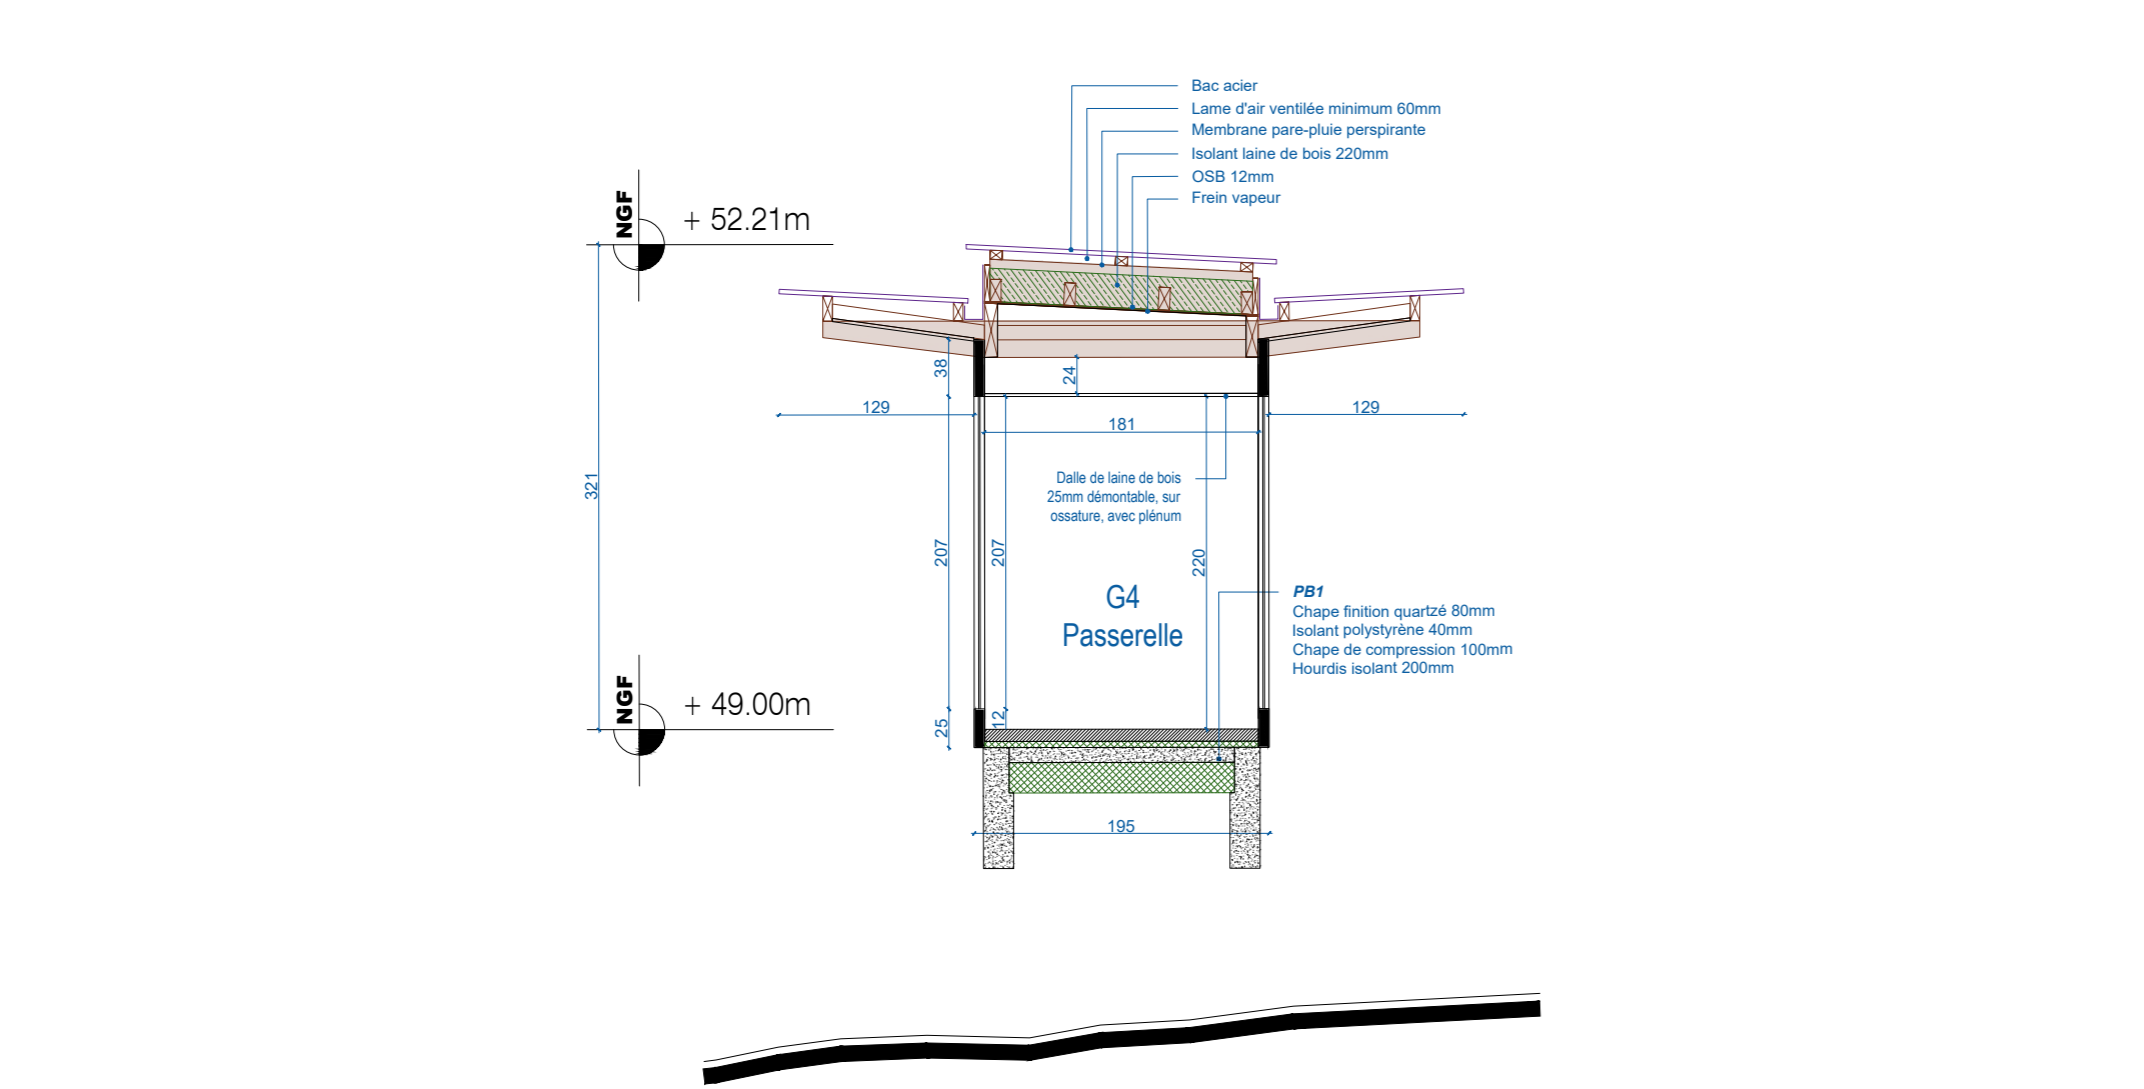 Bac acier
Lame d'air ventilée minimum 60mm
Membrane pare-pluie perspirante
Isolant laine de bois 220mm
OSB 12mm
Frein vapeur
NGF
+ 52.21m
38
24
129
129
181
321
Dalle de laine de bois
25mm démontable, sur
ossature, avec plénum
207
207
220
G4
Passerelle
PB1
Chape finition quartzé 80mm
Isolant polystyrène 40mm
Chape de compression 100mm
Hourdis isolant 200mm
NGF
+ 49.00m
25
12
195